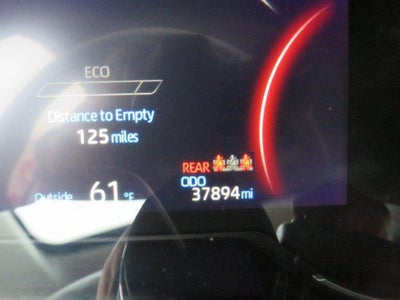 ECO
Distance to Empty
125 miles
REAR
ODO
Outside 61 °F
37894 mi